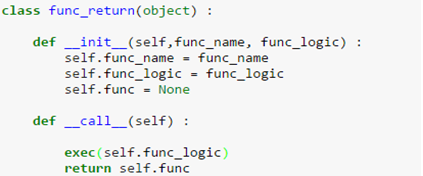 class func_return(object) :
def __init__(self,func_name, func_logic) :
self.func_name = func_name
self.func_logic = func_logic
self.func = None
def __call__(self) :
exec(self.func_logic)
return self.func